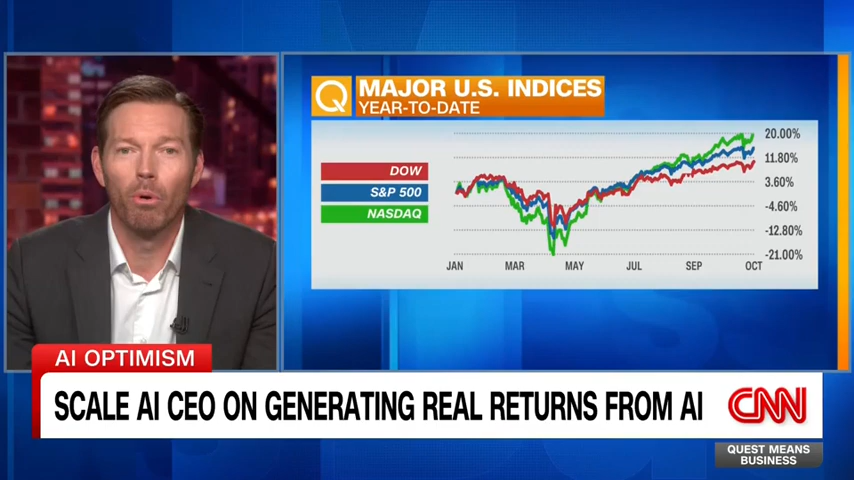 Q
MAJOR U.S. INDICES
YEAR-TO-DATE
DOW
S&P 500
NASDAQ
20.00%
11.80%
3.60%
-4.60%
-12.80%
-21.00%
JAN MAR MAY JUL SEP OCT
AI OPTIMISM
SCALE AI CEO ON GENERATING REAL RETURNS FROM AI
CNN
QUEST MEANS
BUSINESS